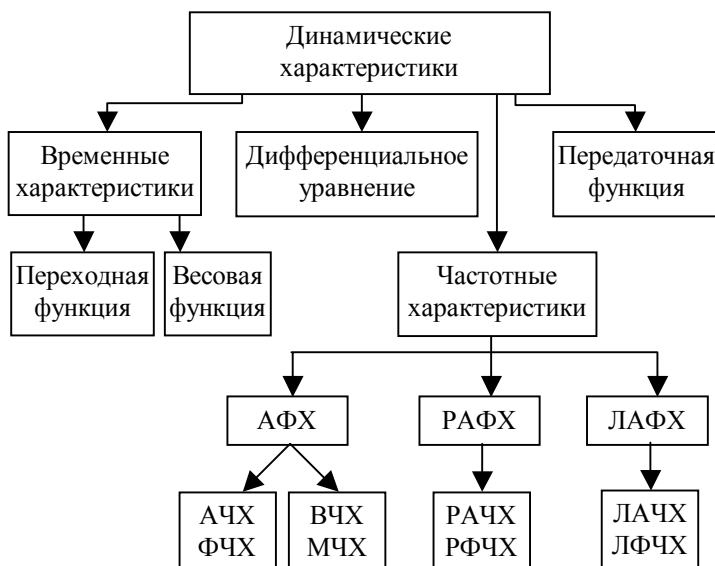 Динамические
характеристики
Временные
характеристики
Дифференциальное
уравнение
Передаточная
функция
Переходная
функция
Весовая
функция
Частотные
характеристики
АФХ
РАФХ
ЛАФХ
АЧХ
ФЧХ
ВЧХ
МЧХ
РАЧХ
РФЧХ
ЛАЧХ
ЛФЧХ